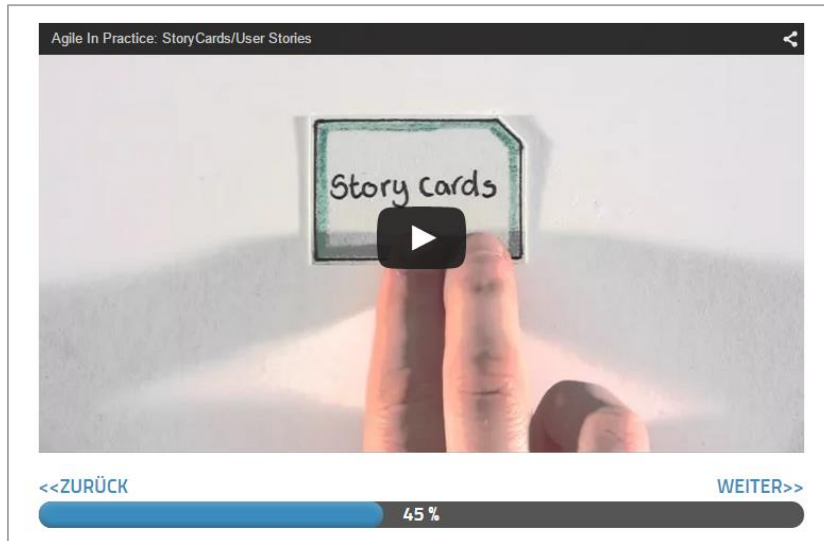 Agile In Practice: StoryCards/User Stories
Story Cards
<<ZURÜCK
WEITER>>
45 %